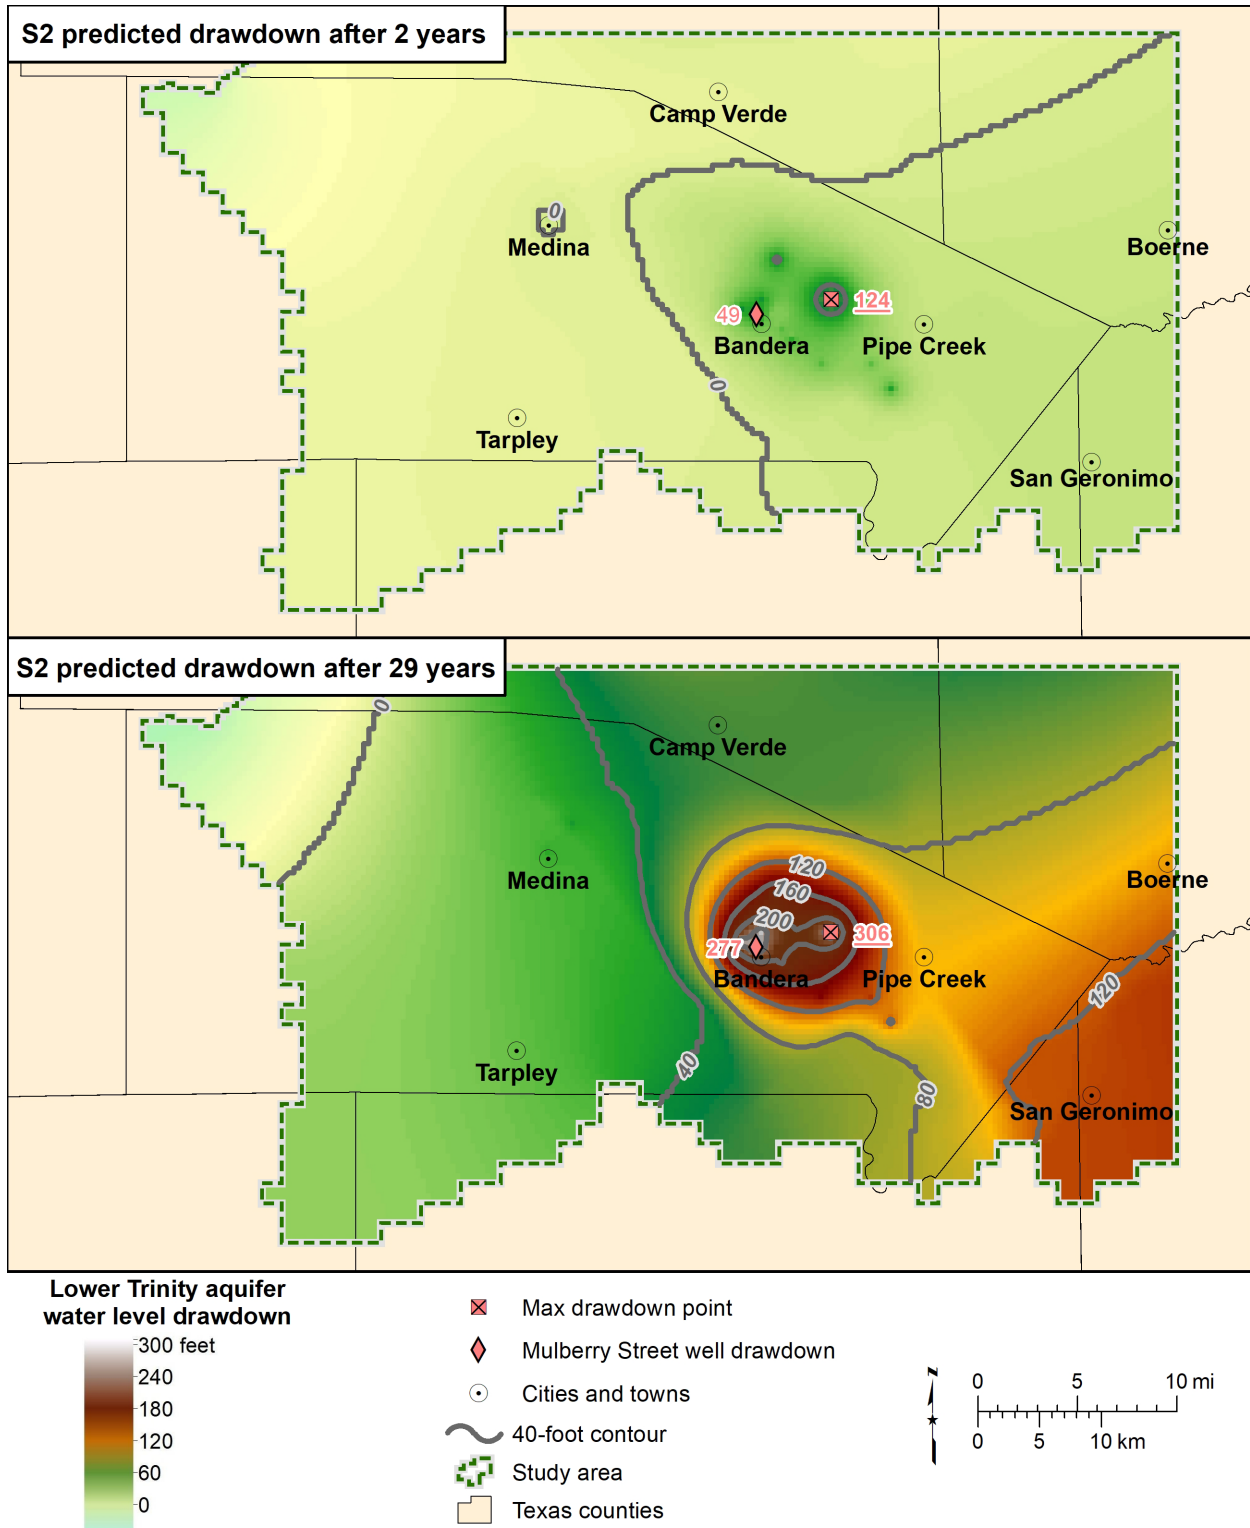 S2 predicted drawdown after 2 years
Camp Verde
0
Medina
Boerne
124
49
Bandera
Pipe Creek
0
Tarpley
San Geronimo
S2 predicted drawdown after 29 years
0
Camp Verde
120
Medina
Boerne
160
200
306
277
Bandera
Pipe Creek
120
40
Tarpley
80
San Geronimo
Lower Trinity aquifer
water level drawdown
300 feet
240
180
120
60
0
Max drawdown point
Mulberry Street well drawdown
Cities and towns
40-foot contour
Study area
Texas counties
N
0 5 10 mi
0 5 10 km